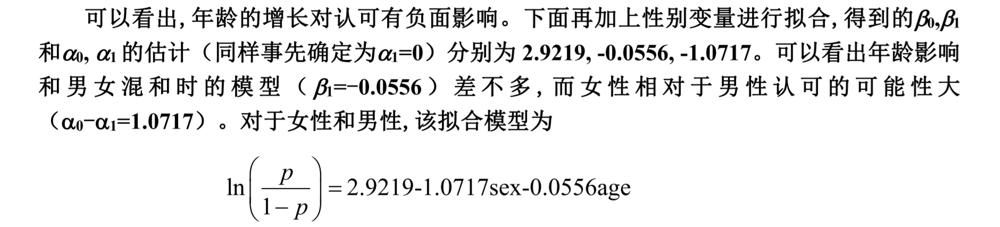 可以看出, 年龄的增长对认可有负面影响。下面再加上性别变量进行拟合, 得到的β0,β1
和α0, α1 的估计（同样事先确定为α1=0）分别为 2.9219, -0.0556, -1.0717。可以看出年龄影响
和男女混和时的模型（β1=−0.0556）差不多, 而女性相对于男性认可的可能性大
（α0−α1=1.0717）。对于女性和男性, 该拟合模型为
ln(p/(1−p))=2.9219-1.0717sex-0.0556age